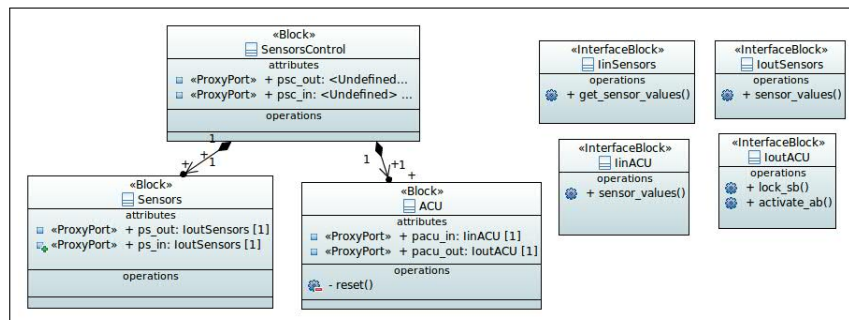 «Block»
SensorsControl
attributes
«ProxyPort» + psc_out: <Undefined...
«ProxyPort» + psc_in: <Undefined> ...
operations
1
+
1
1
+1
+
«Block»
Sensors
attributes
«ProxyPort» + ps_out: IoutSensors [1]
«ProxyPort» + ps_in: IoutSensors [1]
operations
«Block»
ACU
attributes
«ProxyPort» + pacu_in: IinACU [1]
«ProxyPort» + pacu_out: IoutACU [1]
operations
- reset()
«InterfaceBlock»
IinSensors
operations
+ get_sensor_values()
«InterfaceBlock»
IoutSensors
operations
+ sensor_values()
«InterfaceBlock»
IinACU
operations
+ sensor_values()
«InterfaceBlock»
IoutACU
operations
+ lock_sb()
+ activate_ab()